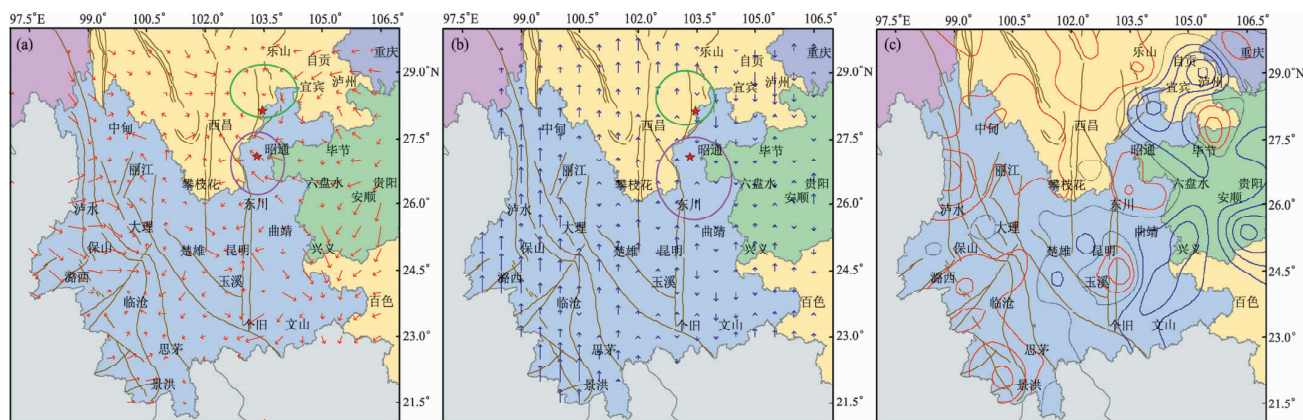 97.5°E 99.0° 100.5° 102.0° 103.5° 105.0° 106.5°
(a)
乐山
重庆
自贡
29.0°N
宜宾
泸州
中甸
27.5°
西昌
昭通
毕节
丽江
攀枝花
六盘水
贵阳
东川
安顺
26.0°
泸水
大理
曲靖
保山
楚雄
昆明
兴义
24.5°
潞西
玉溪
临沧
百色
个旧
文山
23.0°
思茅
景洪
21.5°
97.5°E 99.0° 100.5° 102.0° 103.5° 105.0° 106.5°
(b)
乐山
重庆
自贡
29.0°N
宜宾
泸州
中甸
27.5°
西昌
昭通
毕节
丽江
攀枝花
六盘水
贵阳
东川
安顺
26.0°
泸水
大理
曲靖
保山
楚雄
昆明
兴义
24.5°
潞西
玉溪
临沧
百色
个旧
文山
23.0°
思茅
景洪
21.5°
97.5°E 99.0° 100.5° 102.0° 103.5° 105.0° 106.5°
(c)
乐山
重庆
自贡
29.0°N
宜宾
泸州
中甸
27.5°
西昌
昭通
毕节
丽江
攀枝花
六盘水
贵阳
东川
安顺
26.0°
泸水
大理
曲靖
保山
楚雄
昆明
兴义
24.5°
潞西
玉溪
临沧
百色
个旧
文山
23.0°
思茅
景洪
21.5°